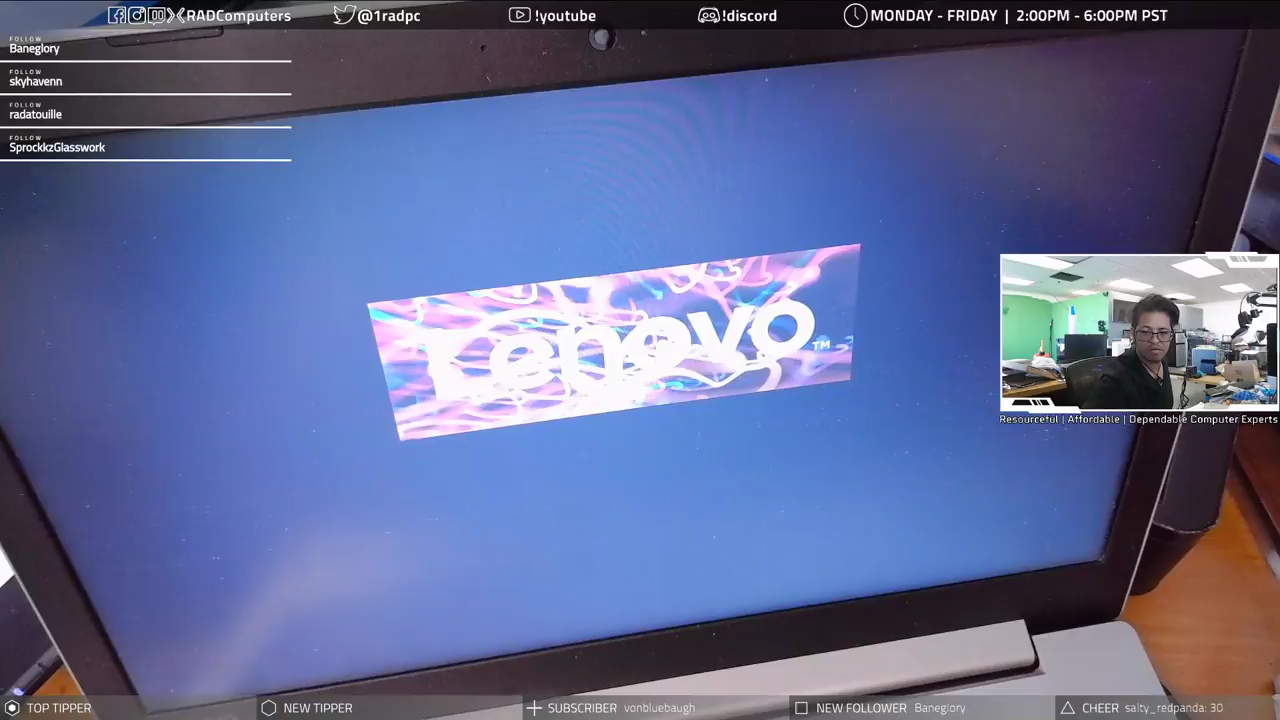 RADComputers @1radpc !youtube !discord MONDAY - FRIDAY | 2:00PM - 6:00PM PST
FOLLOW
Baneglory
FOLLOW
skyhavenn
FOLLOW
radatouille
FOLLOW
SprockkzGlasswork
Lenovo™
Resourceful | Affordable | Dependable Computer Experts
TOP TIPPER NEW TIPPER SUBSCRIBER vonbluebaugh NEW FOLLOWER Baneglory CHEER salty_redpanda: 30